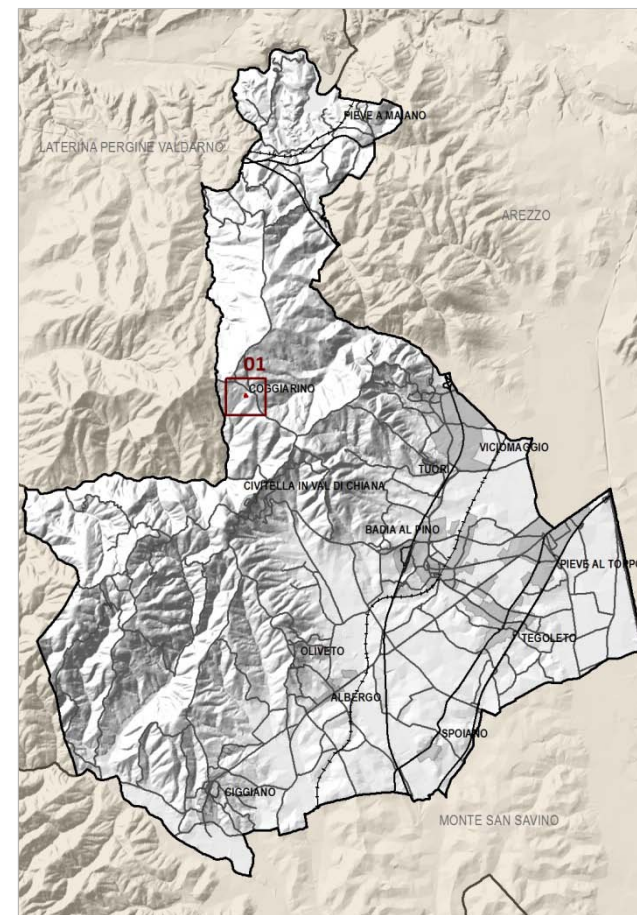 PIEVE A MAIANO
LATERINA PERGINE VALDARNO
AREZZO
01
COGGIARINO
VICIOMAGGIO
TUORI
CIVITELLA IN VAL DI CHIANA
BADIA AL PINO
PIEVE AL TOPPO
TEGOLETO
OLIVETO
ALBERGO
SPOIANO
CIGGIANO
MONTE SAN SAVINO